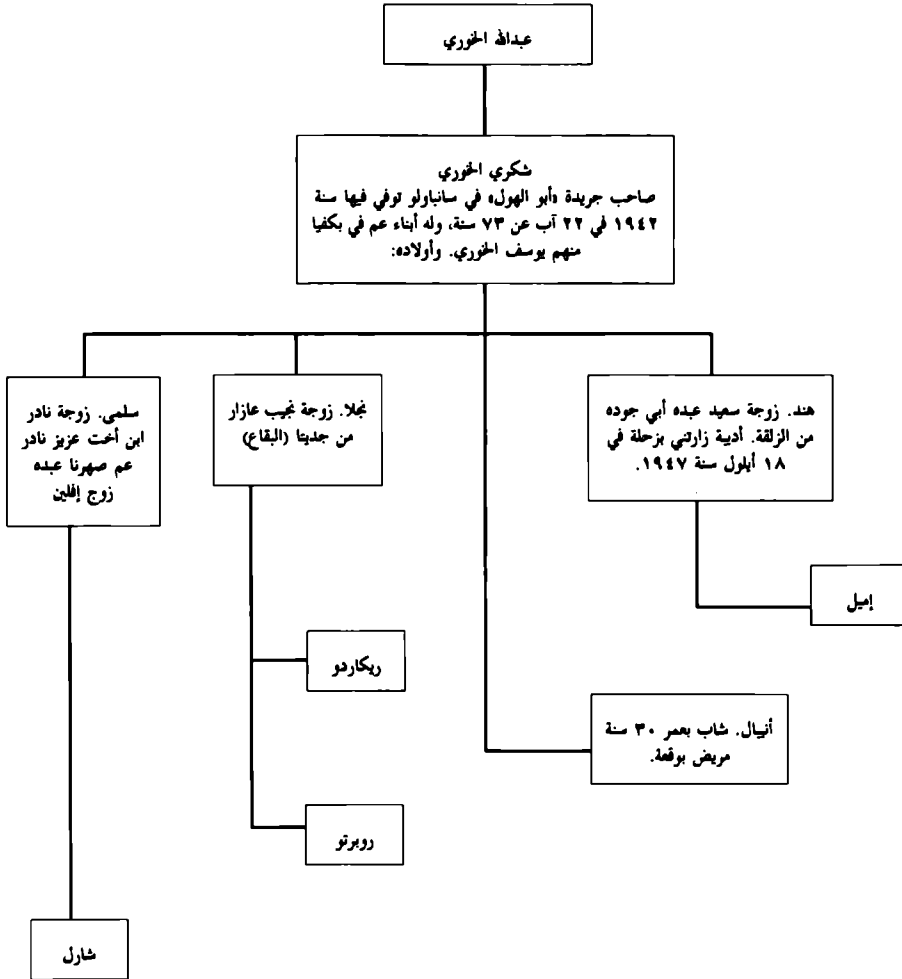 عبدالله الخوري
شكري الخوري
صاحب جريدة «أبو الهول» في سانباولو توفي فيها سنة
١٩٤٢ في ٢٢ آب عن ٧٣ سنة، وله أبناء عم في بكفيا
منهم يوسف الخوري. وأولاده:
هند. زوجة سعيد عبده أبي جوده
من الزلقة. أديبة زارتني بزحلة في
١٨ أيلول سنة ١٩٤٧.
نجلا. زوجة نجيب عازار
من جديتا (البقاع)
سلمى. زوجة نادر
ابن أخت عزيز نادر
عم صهرنا عبده
زوج إفلين
إميل
ريكاردو
أنيبال. شاب بعمر ٣٠ سنة
مريض بوقعة.
روبرتو
شارل